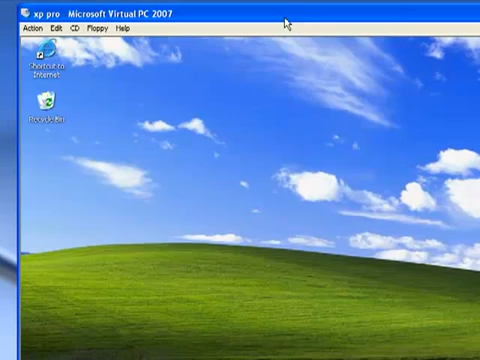 xp pro Microsoft Virtual PC 2007
Action Edit CD Floppy Help
Shortcut to
Internet
Recycle Bin